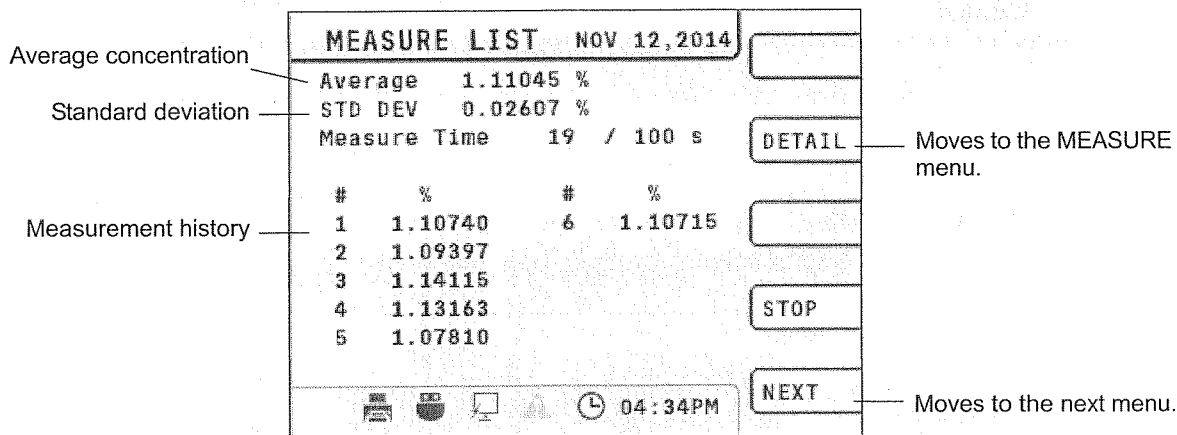 MEASURE LIST NOV 12,2014
Average concentration
Average 1.11045 %
Standard deviation
STD DEV 0.02607 %
Measure Time 19 / 100 s
DETAIL
Moves to the MEASURE
menu.
# % # %
Measurement history
1 1.10740 6 1.10715
2 1.09397
3 1.14115
4 1.13163
5 1.07810
STOP
04:34PM
NEXT
Moves to the next menu.